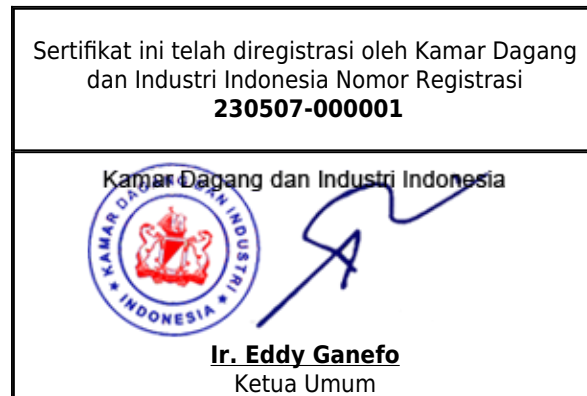 Sertifikat ini telah diregistrasi oleh Kamar Dagang
dan Industri Indonesia Nomor Registrasi
230507-000001
Kamar Dagang dan Industri Indonesia
KAMAR DAGANG DAN INDUSTRI
* INDONESIA *
Ir. Eddy Ganefo
Ketua Umum